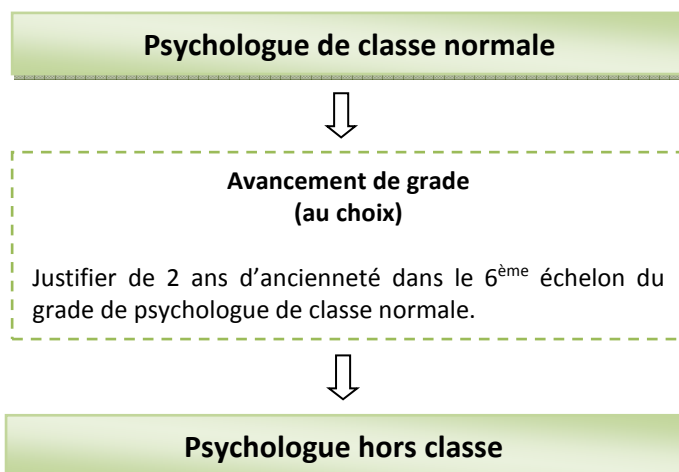 Psychologue de classe normale
Avancement de grade
(au choix)
Justifier de 2 ans d’ancienneté dans le 6ème échelon du
grade de psychologue de classe normale.
Psychologue hors classe